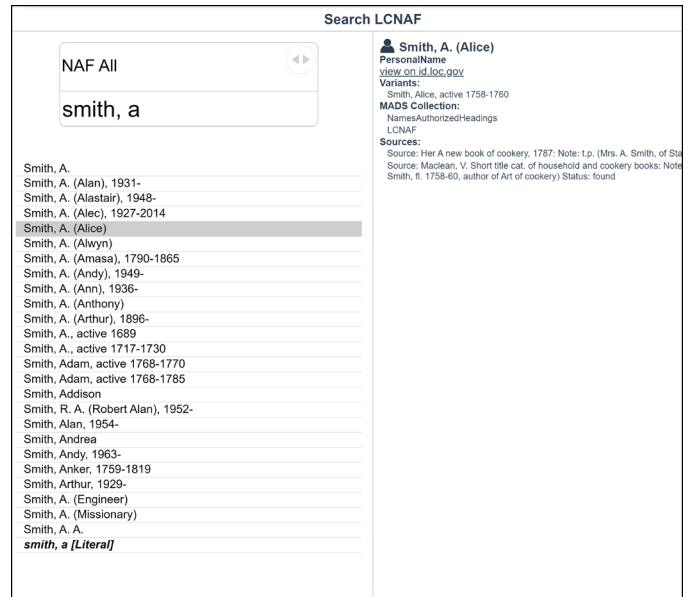 Search LCNAF
NAF All
smith, a
Smith, A.
Smith, A. (Alan), 1931-
Smith, A. (Alastair), 1948-
Smith, A. (Alec), 1927-2014
Smith, A. (Alice)
Smith, A. (Alwyn)
Smith, A. (Amasa), 1790-1865
Smith, A. (Andy), 1949-
Smith, A. (Ann), 1936-
Smith, A. (Anthony)
Smith, A. (Arthur), 1896-
Smith, A., active 1689
Smith, A., active 1717-1730
Smith, Adam, active 1768-1770
Smith, Adam, active 1768-1785
Smith, Addison
Smith, R. A. (Robert Alan), 1952-
Smith, Alan, 1954-
Smith, Andrea
Smith, Andy, 1963-
Smith, Anker, 1759-1819
Smith, Arthur, 1929-
Smith, A. (Engineer)
Smith, A. (Missionary)
Smith, A. A.
smith, a [Literal]
Smith, A. (Alice)
PersonalName
view on id.loc.gov
Variants:
Smith, Alice, active 1758-1760
MADS Collection:
NamesAuthorizedHeadings
LCNAF
Sources:
Source: Her A new book of cookery, 1787: Note: t.p. (Mrs. A. Smith, of Sta
Source: Maclean, V. Short title cat. of household and cookery books: Note
Smith, fl. 1758-60, author of Art of cookery) Status: found